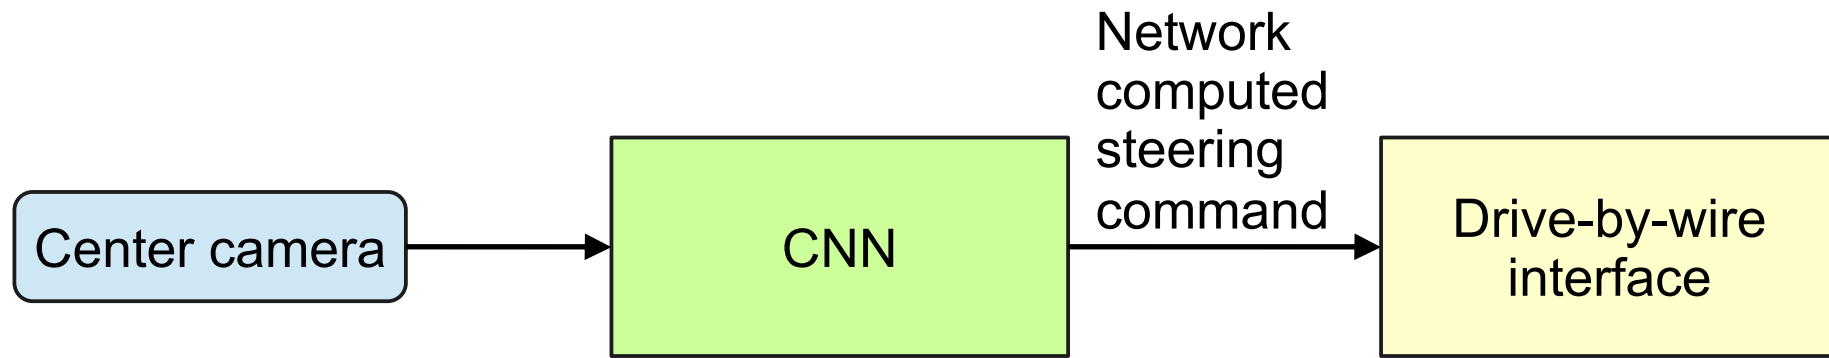 Center camera
CNN
Network
computed
steering
command
Drive-by-wire
interface